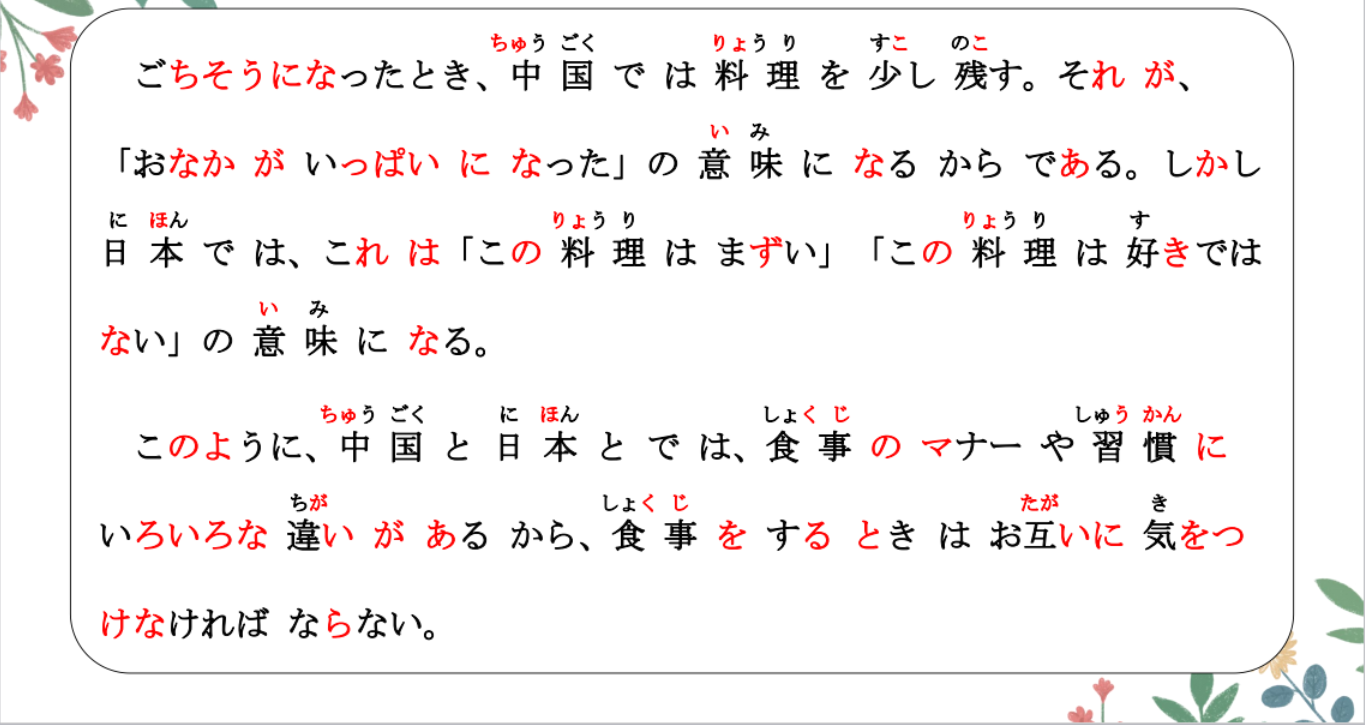 ちゅう ごく りょう り すこ のこ
ごちそうになったとき、中国では料理を少し残す。それが、
い み
「おなかがいっぱいになった」の意味になるからである。しかし
に ほん りょう り りょう り す
日本では、これは「この料理はまずい」「この料理は好きでは
い み
ない」の意味になる。
ちゅう ごく に ほん しょく じ しゅう かん
このように、中国と日本とでは、食事のマナーや習慣に
ちが しょく じ たが き
いろいろな違いがあるから、食事をするときはお互いに気をつ
けなければならない。